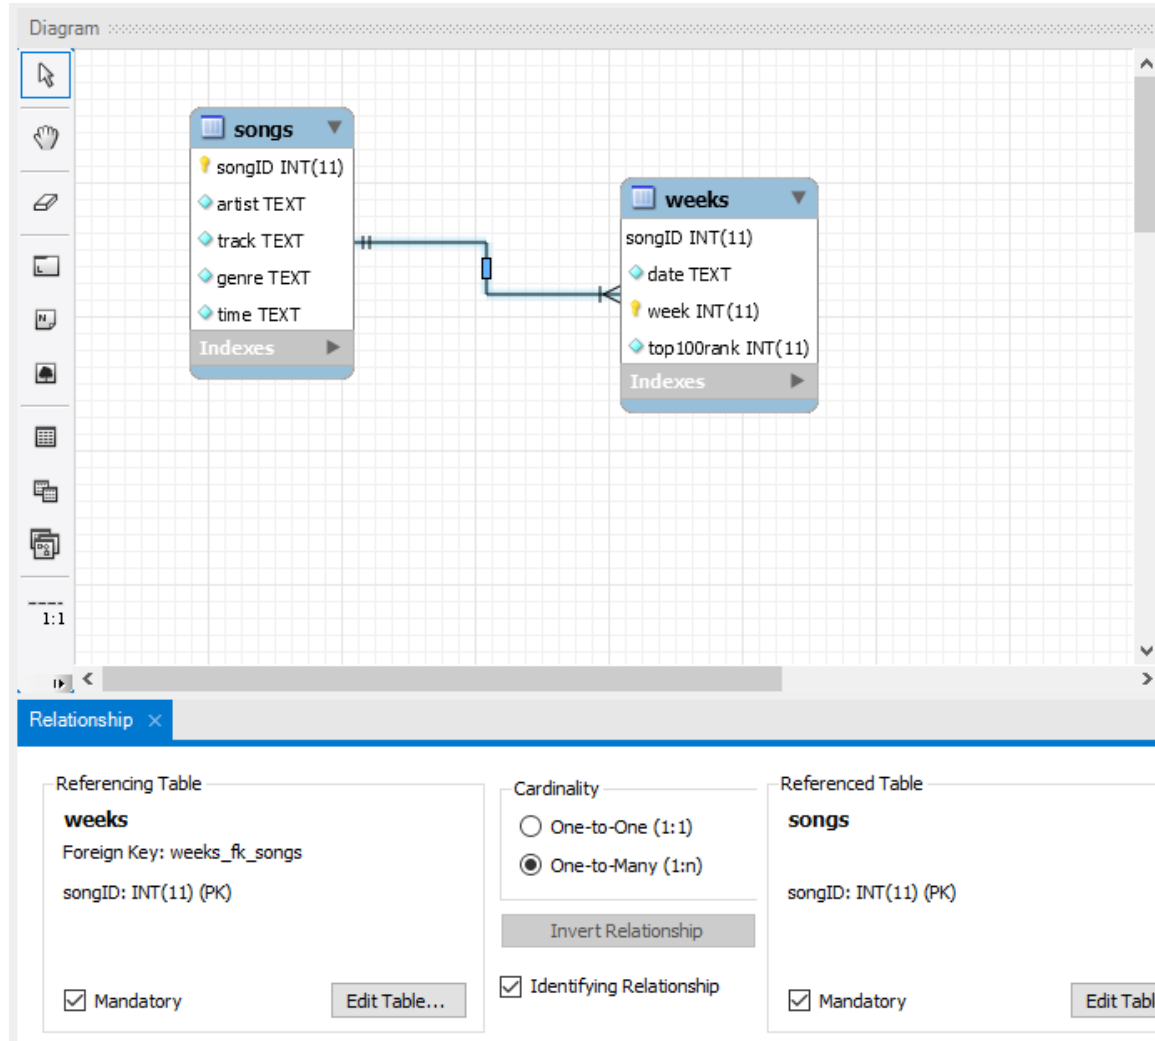 Diagram
songs
songID INT(11)
artist TEXT
track TEXT
genre TEXT
time TEXT
Indexes
weeks
songID INT(11)
date TEXT
week INT(11)
top100rank INT(11)
Indexes
1:1
Relationship
Referencing Table
weeks
Foreign Key: weeks_fk_songs
songID: INT(11) (PK)
Mandatory
Edit Table...
Cardinality
One-to-One (1:1)
One-to-Many (1:n)
Invert Relationship
Identifying Relationship
Referenced Table
songs
songID: INT(11) (PK)
Mandatory
Edit Tabl